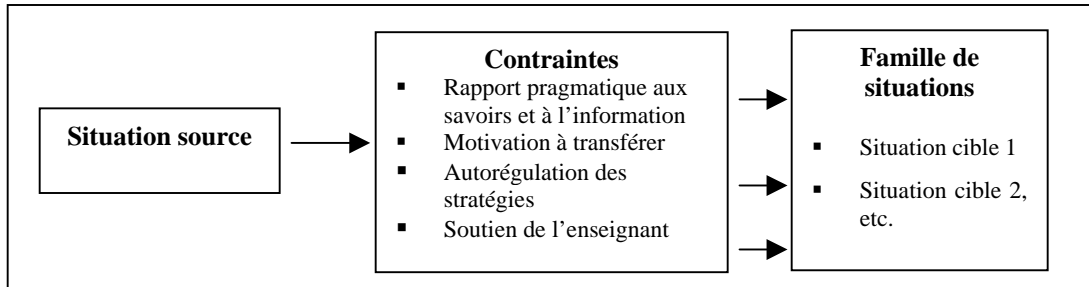 Situation source
Contraintes
▪ Rapport pragmatique aux
savoirs et à l’information
▪ Motivation à transférer
▪ Autorégulation des
stratégies
▪ Soutien de l’enseignant
Famille de
situations
▪ Situation cible 1
▪ Situation cible 2,
etc.